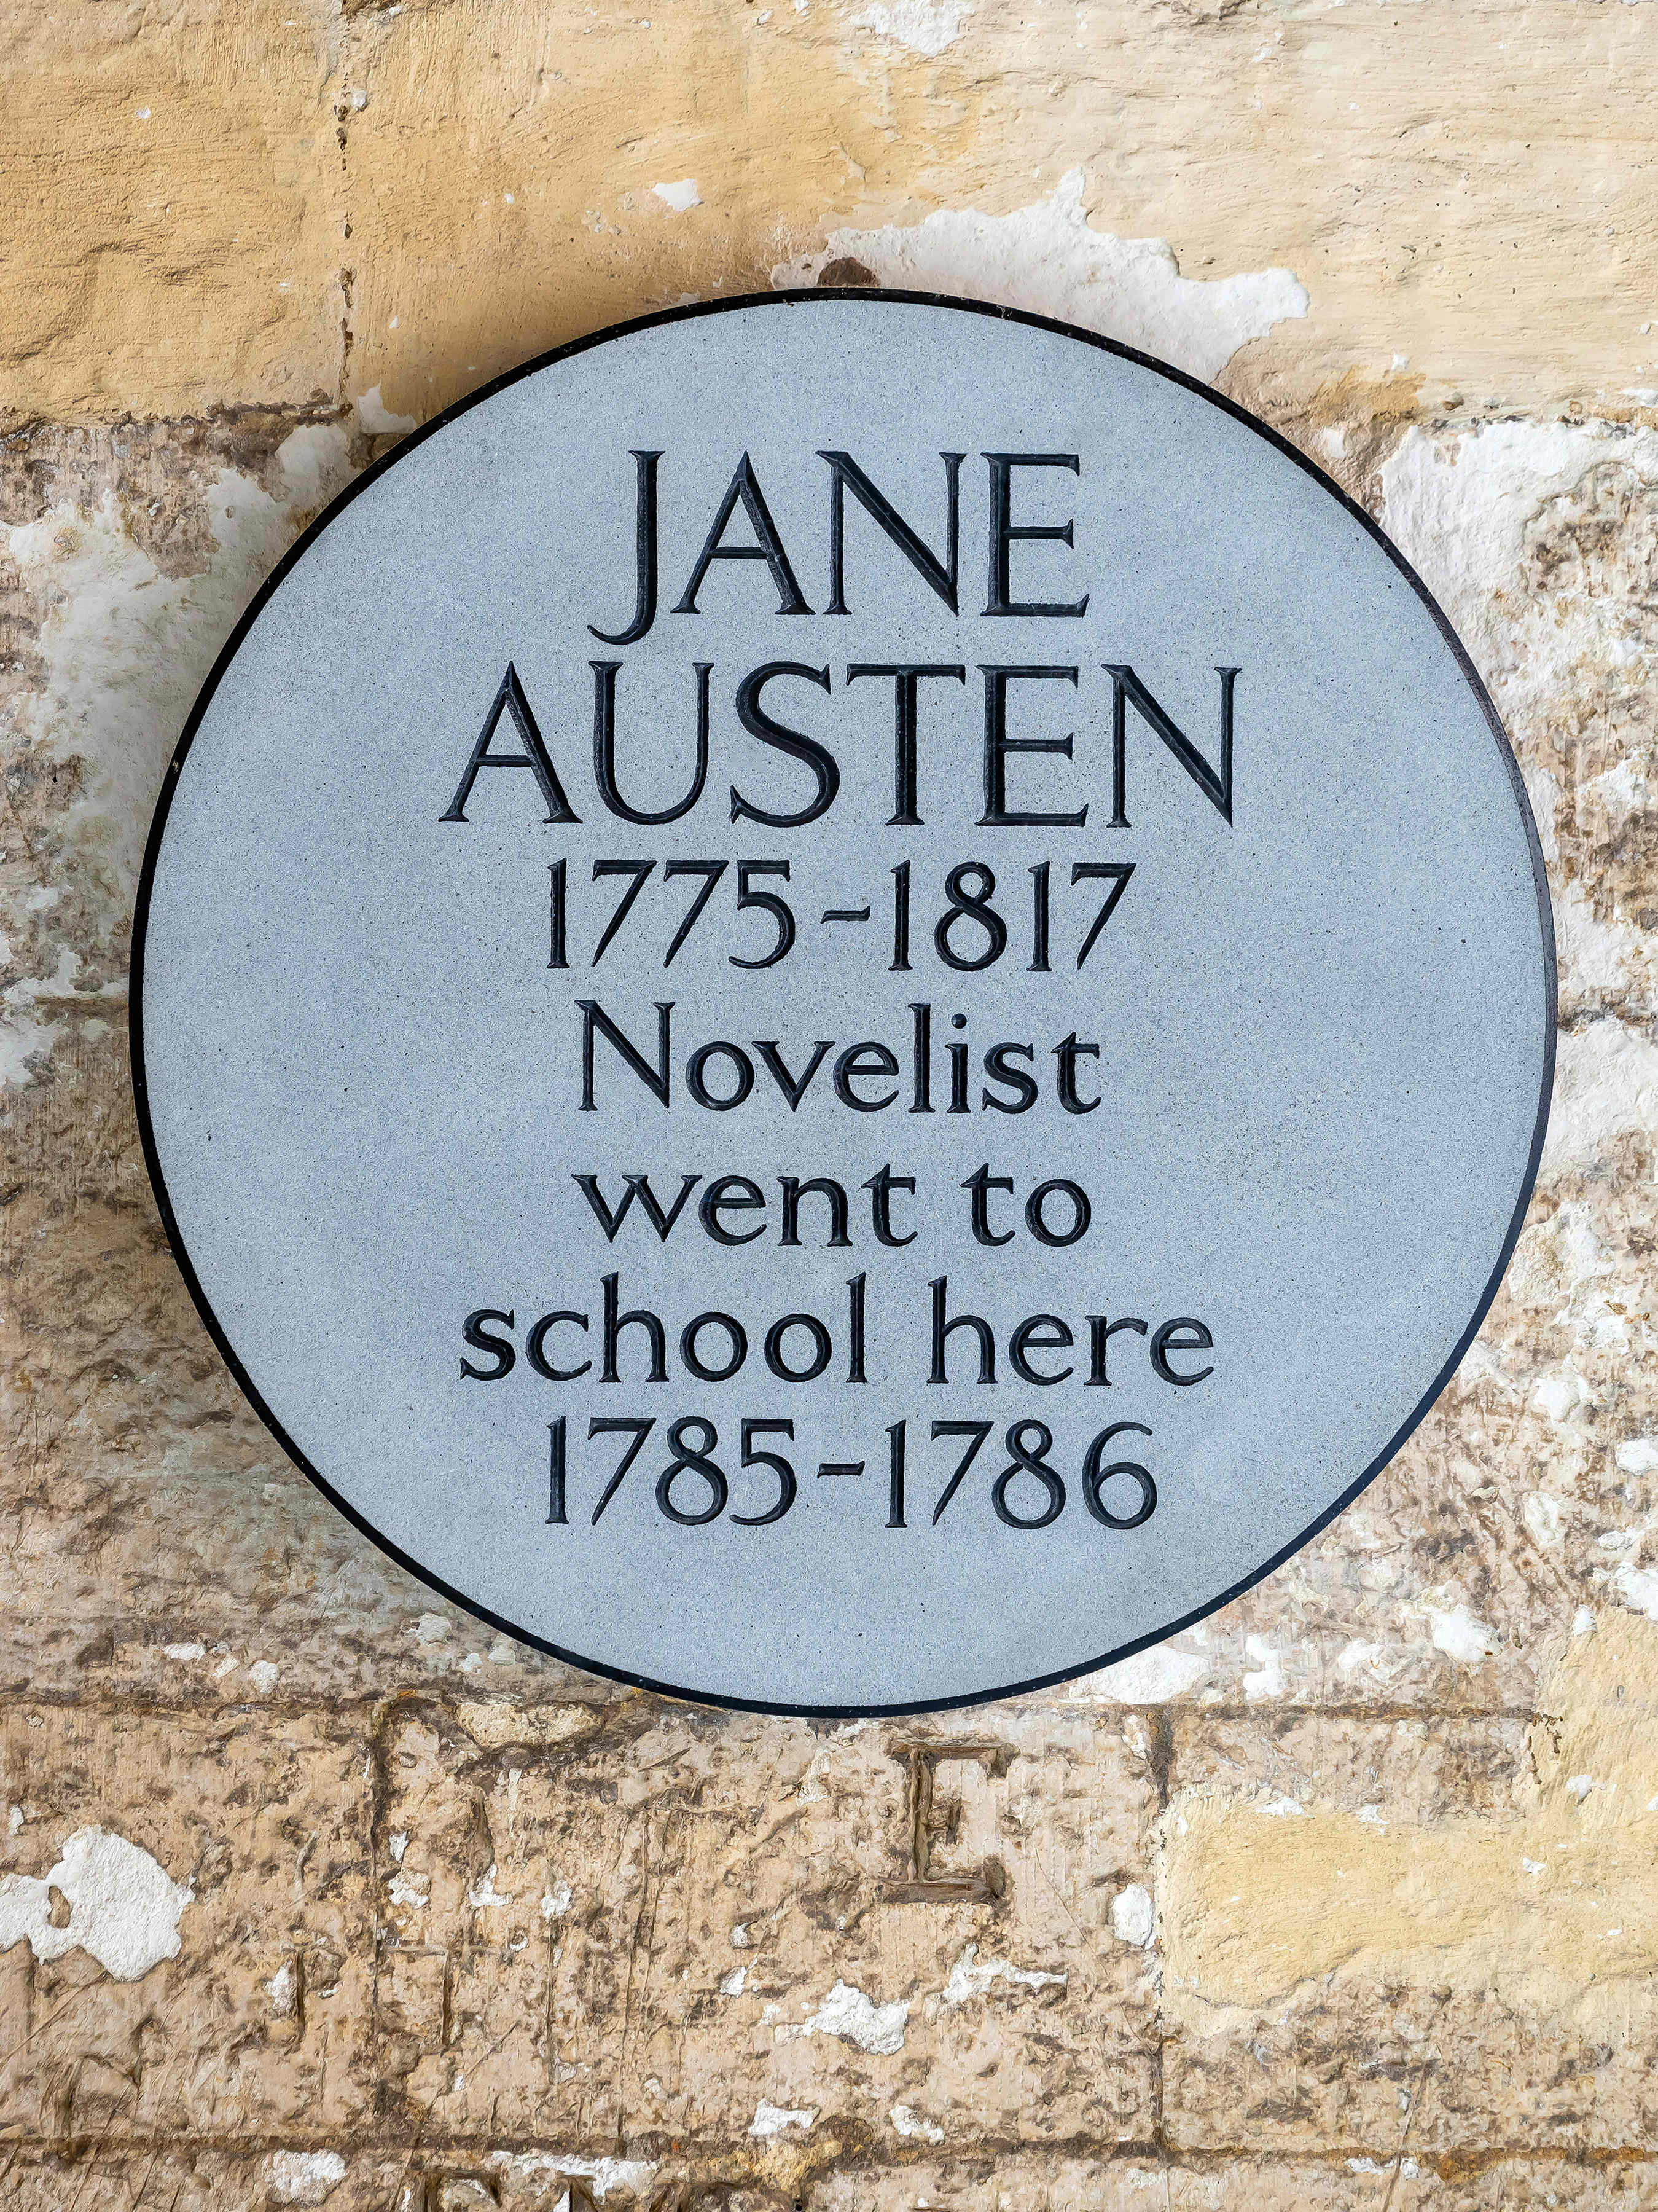 JANE
AUSTEN
1775-1817
Novelist
went to
school here
1785-1786
E